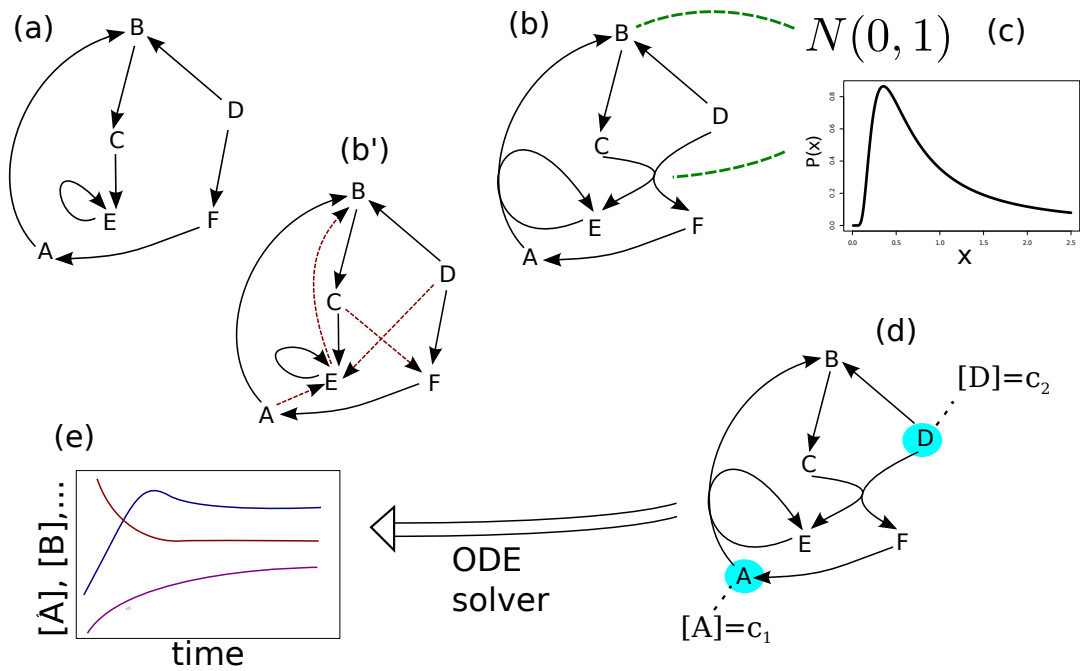 (a)
B
D
C
E
F
A
(b')
B
D
C
E
F
A
(b)
B
D
C
E
F
A
N(0, 1)
(c)
P(x)
0.8
0.6
0.4
0.2
0.0
0.0
0.5
1.0
1.5
2.0
2.5
x
(d)
B
[D]=c2
D
C
E
F
A
[A]=c1
ODE
solver
(e)
[A], [B],...
time